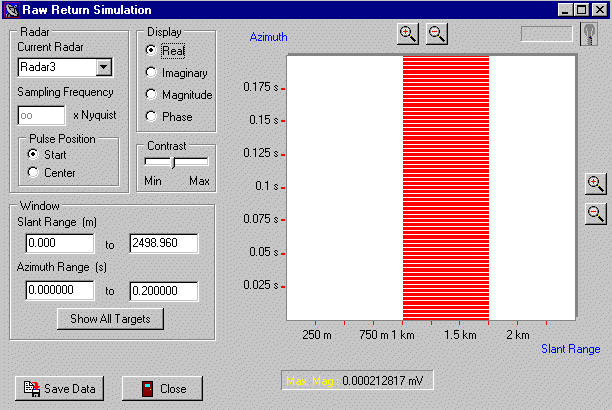 Raw Return Simulation
Radar
Current Radar
Radar3
Sampling Frequency
oo x Nyquist
Pulse Position
Start
Center
Display
Real
Imaginary
Magnitude
Phase
Contrast
Min Max
Window
Slant Range (m)
0.000 to 2498.960
Azimuth Range (s)
0.000000 to 0.200000
Show All Targets
Save Data
Close
Azimuth
0.175 s
0.15 s
0.125 s
0.1 s
0.075 s
0.05 s
0.025 s
250 m 750 m 1 km 1.5 km 2 km
Slant Range
Max. Mag 0.000212817 mV